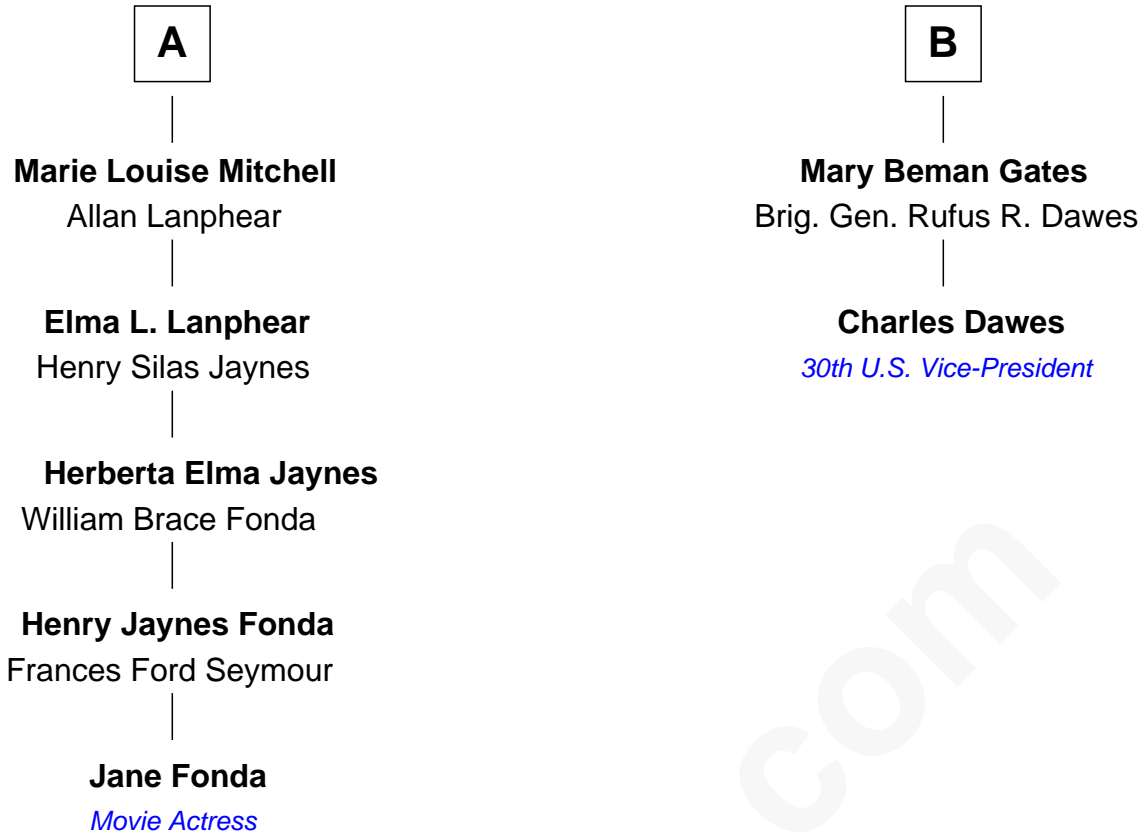 A
Marie Louise Mitchell
Allan Lanphear
Elma L. Lanphear
Henry Silas Jaynes
Herberta Elma Jaynes
William Brace Fonda
Henry Jaynes Fonda
Frances Ford Seymour
Jane Fonda
Movie Actress
B
Mary Beman Gates
Brig. Gen. Rufus R. Dawes
Charles Dawes
30th U.S. Vice-President
com